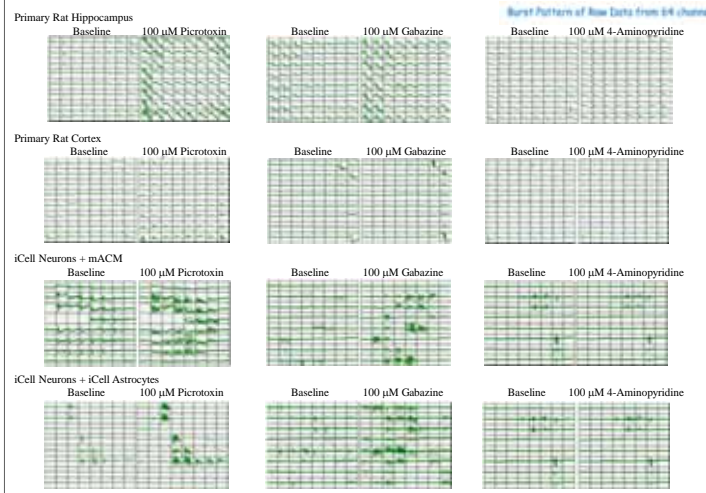 Burst Pattern of Raw Data from 64 channe
Primary Rat Hippocampus
Baseline 100 μM Picrotoxin Baseline 100 μM Gabazine Baseline 100 μM 4-Aminopyridine
Primary Rat Cortex
Baseline 100 μM Picrotoxin Baseline 100 μM Gabazine Baseline 100 μM 4-Aminopyridine
iCell Neurons + mACM
Baseline 100 μM Picrotoxin Baseline 100 μM Gabazine Baseline 100 μM 4-Aminopyridine
iCell Neurons + iCell Astrocytes
Baseline 100 μM Picrotoxin Baseline 100 μM Gabazine Baseline 100 μM 4-Aminopyridine